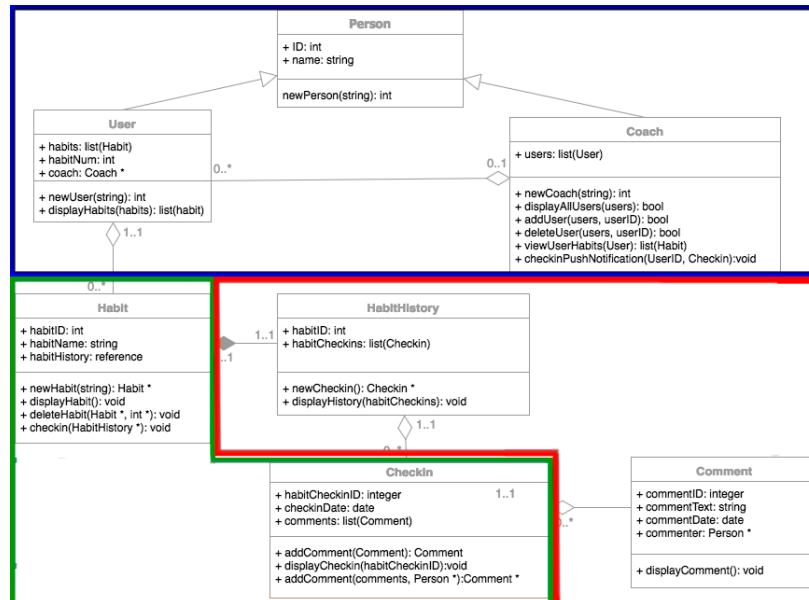 Person
+ ID: int
+ name: string
newPerson(string): int
User
+ habits: list(Habit)
+ habitNum: int
+ coach: Coach *
+ newUser(string): int
+ displayHabits(habits): list(habit)
0..*
0..1
Coach
+ users: list(User)
+ newCoach(string): int
+ displayAllUsers(users): bool
+ addUser(users, userID): bool
+ deleteUser(users, userID): bool
+ viewUserHabits(User): list(Habit)
+ checkinPushNotification(UserID, Checkin):void
1..1
0..*
Habit
+ habitID: int
+ habitName: string
+ habitHistory: reference
+ newHabit(string): Habit *
+ displayHabit(): void
+ deleteHabit(Habit *, int *): void
+ checkin(HabitHistory *): void
1..1
HabitHistory
+ habitID: int
+ habitCheckins: list(Checkin)
+ newCheckin(): Checkin *
+ displayHistory(habitCheckins): void
1..1
0..*
Checkin
+ habitCheckinID: integer
+ checkinDate: date
+ comments: list(Comment)
+ addComment(Comment): Comment
+ displayCheckin(habitCheckinID):void
+ addComment(comments, Person *):Comment *
1..1
Comment
+ commentID: integer
+ commentText: string
+ commentDate: date
+ commenter: Person *
+ displayComment(): void